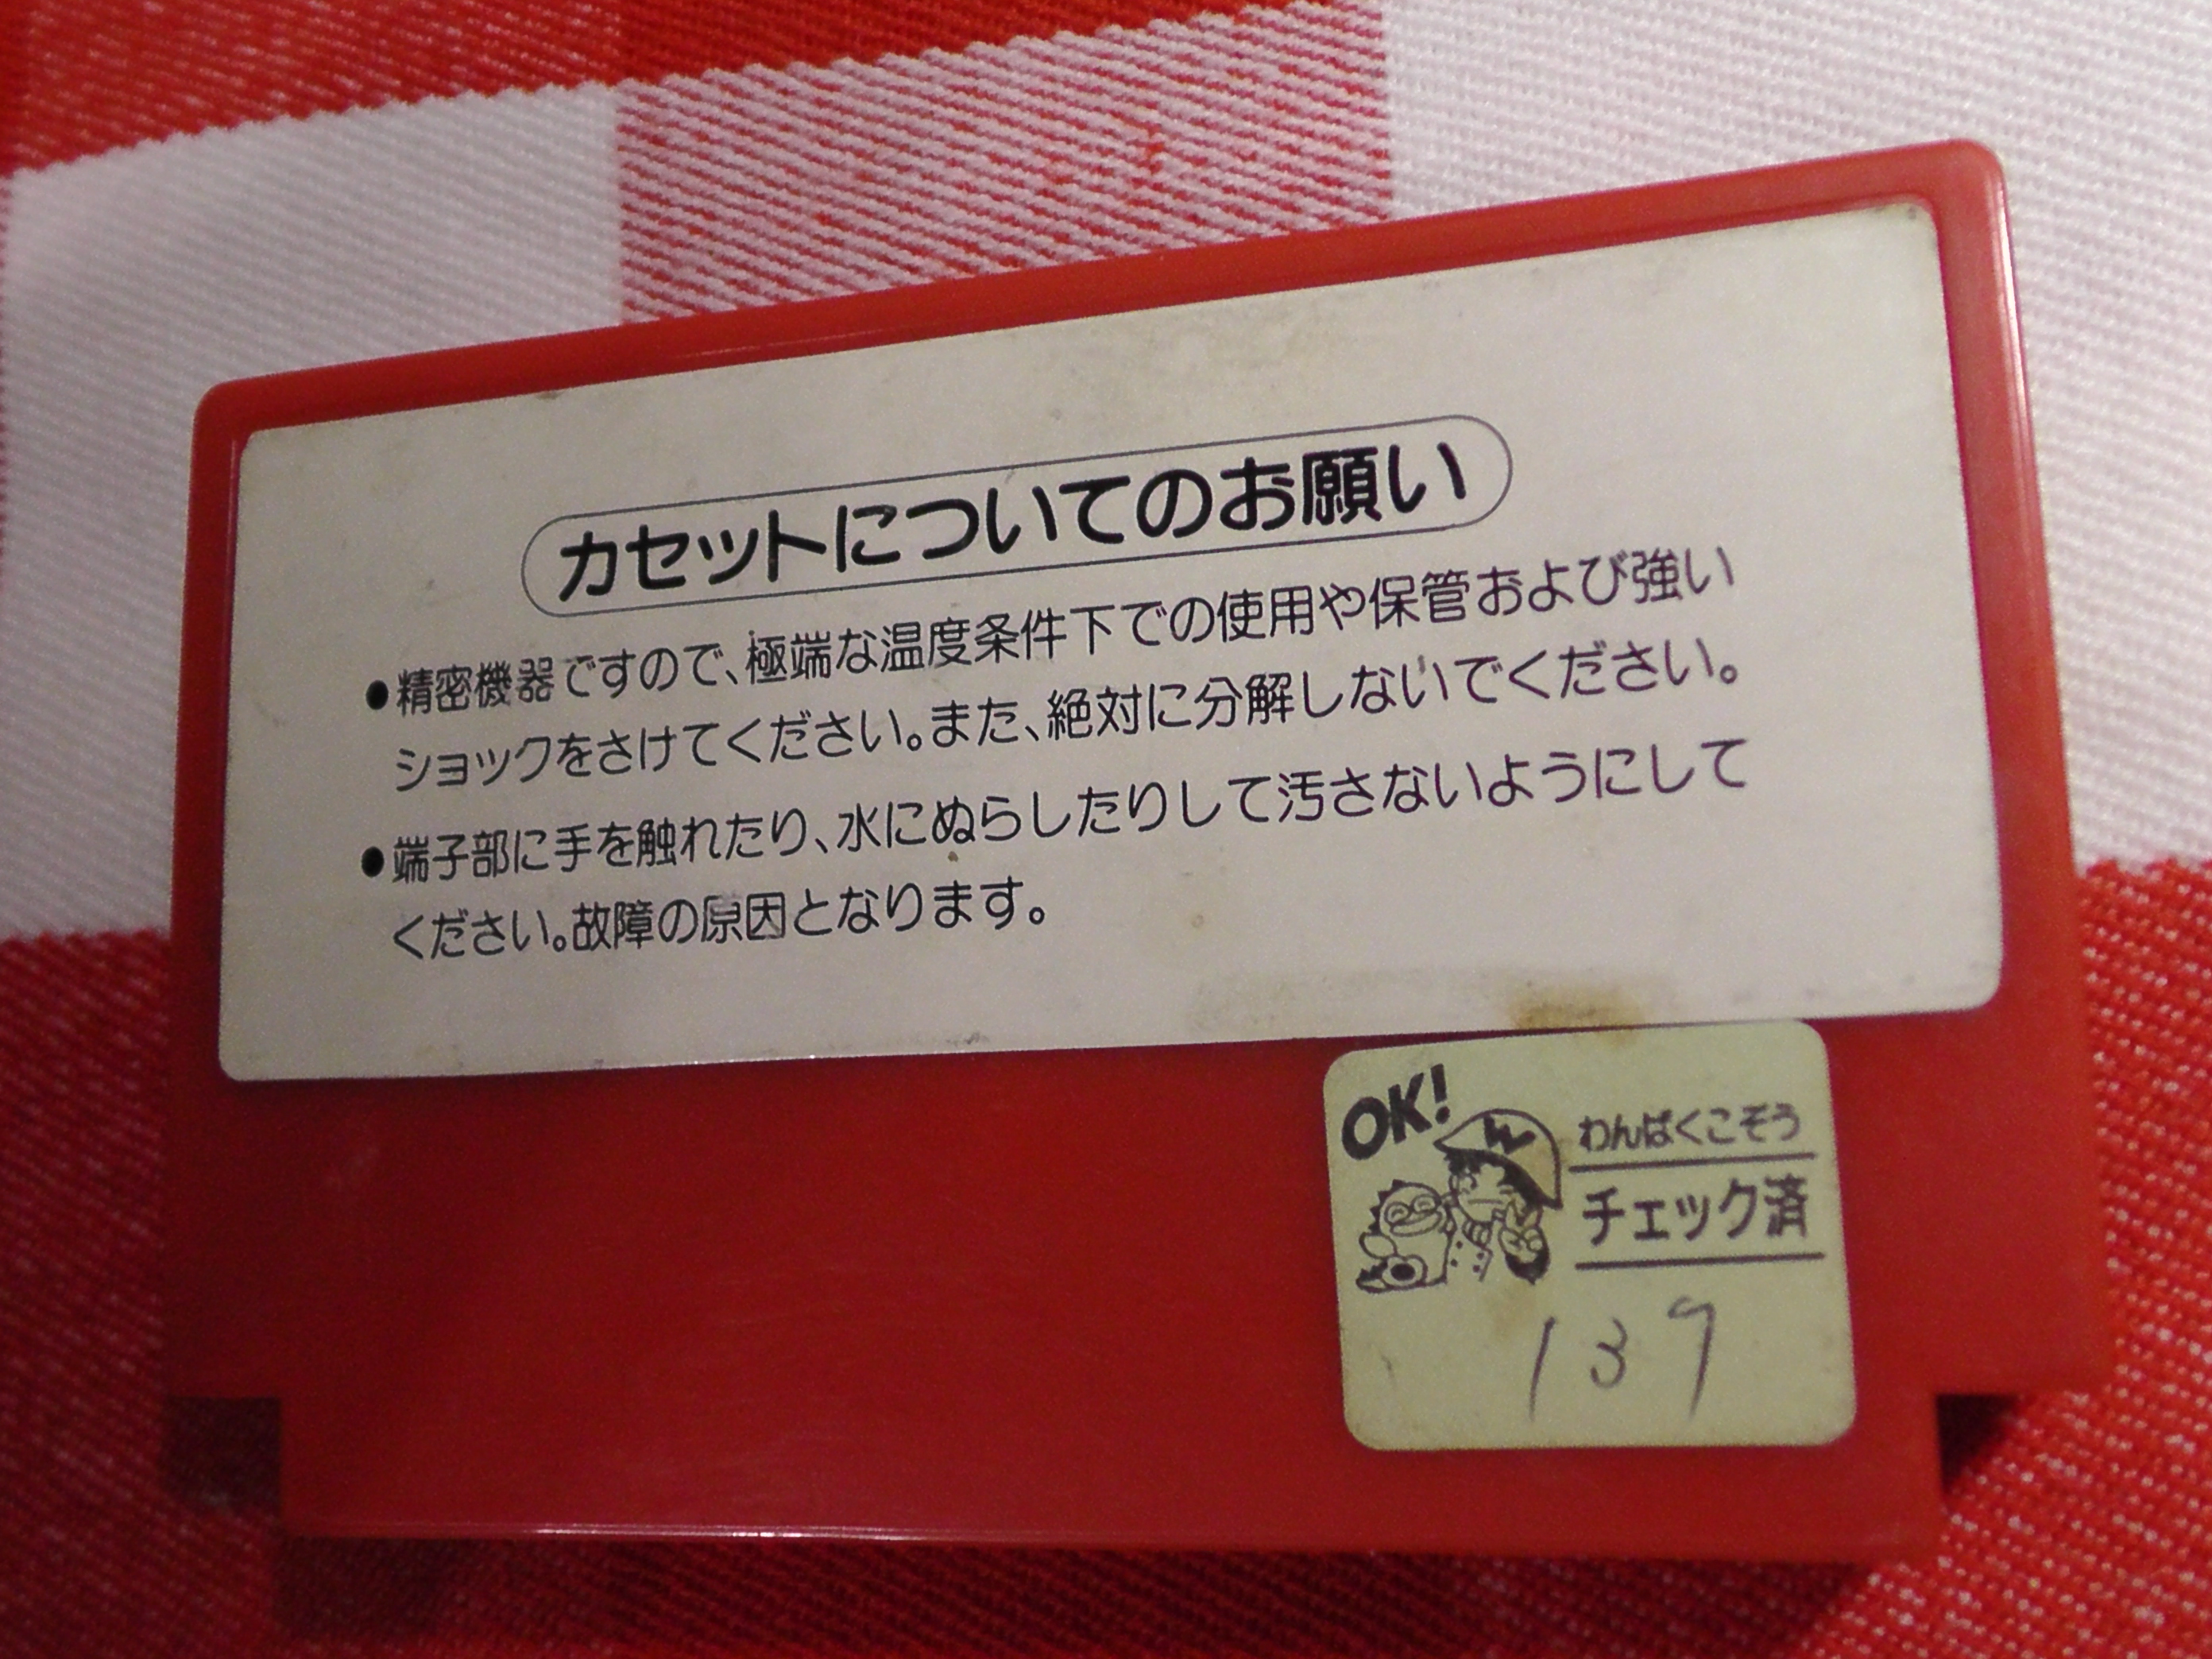 カセットについてのお願い
●精密機器ですので、極端な温度条件下での使用や保管および強い
ショックをさけてください。また、絶対に分解しないでください。
●端子部に手を触れたり、水にぬらしたりして汚さないようにして
ください。故障の原因となります。
OK!
W
わんぱくこぞう
チェック済
137